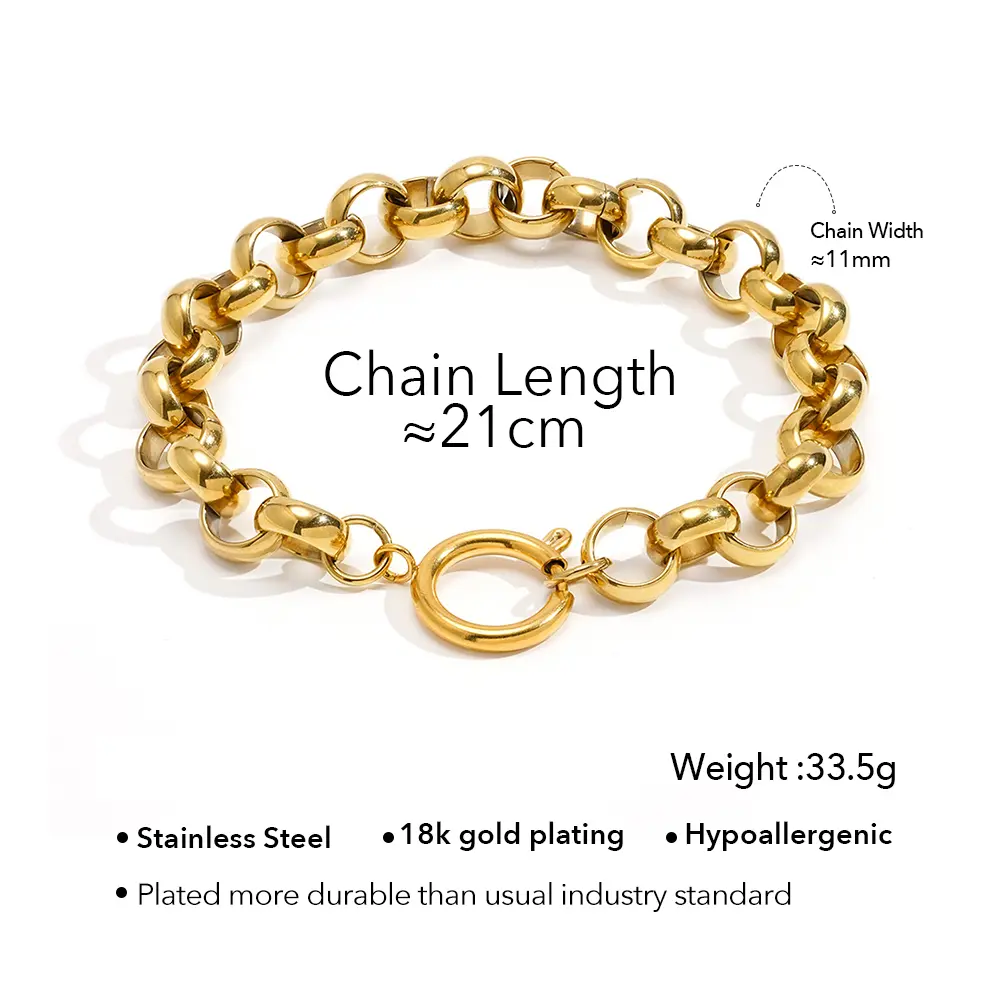 Chain Width
≈11mm
Chain Length
≈21cm
Weight :33.5g
• Stainless Steel
• 18k gold plating
• Hypoallergenic
• Plated more durable than usual industry standard